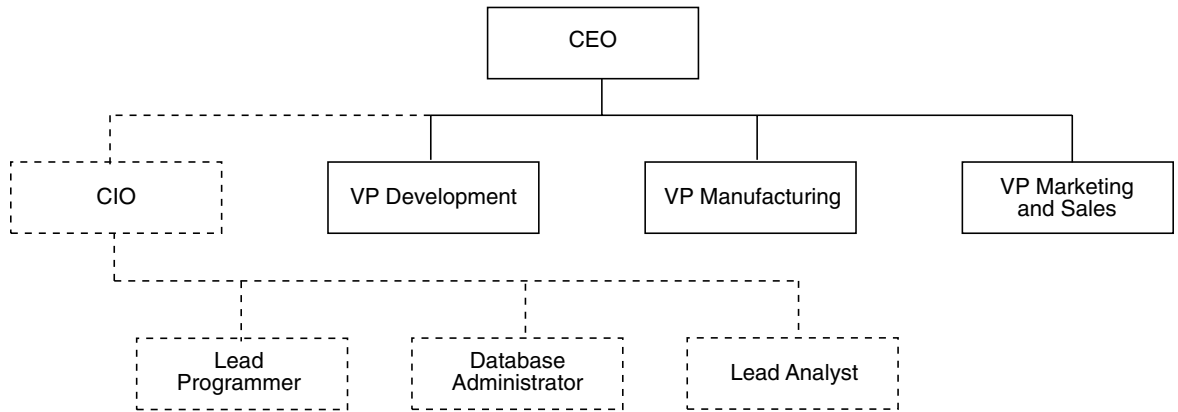 CEO
CIO
VP Development
VP Manufacturing
VP Marketing
and Sales
Lead
Programmer
Database
Administrator
Lead Analyst